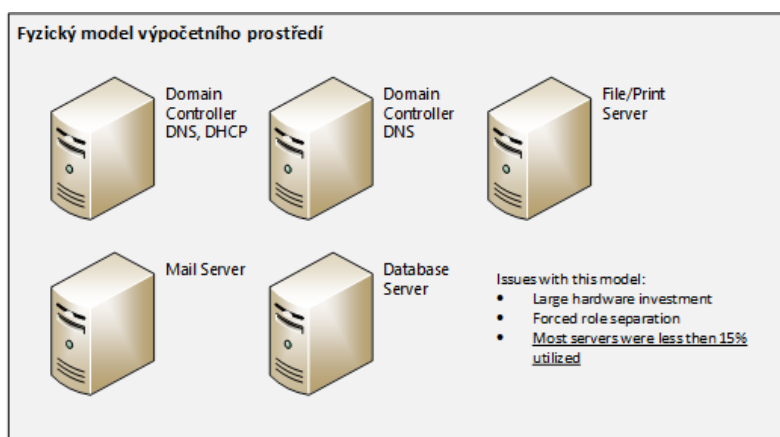 Fyzický model výpočetního prostředí
Domain
Controller
DNS, DHCP
Domain
Controller
DNS
File/Print
Server
Mail Server
Database
Server
Issues with this model:
• Large hardware investment
• Forced role separation
• Most servers were less then 15%
utilized